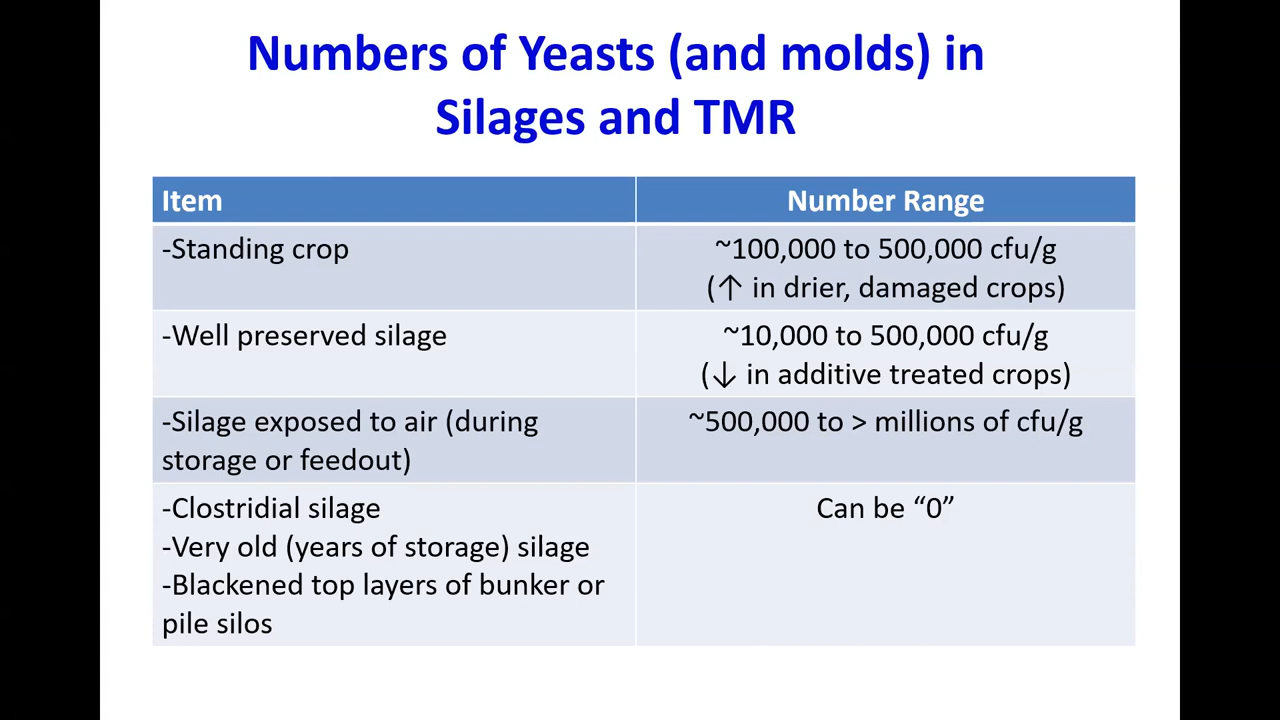 Numbers of Yeasts (and molds) in
Silages and TMR
Item
Number Range
-Standing crop
~100,000 to 500,000 cfu/g
(↑ in drier, damaged crops)
-Well preserved silage
~10,000 to 500,000 cfu/g
(↓ in additive treated crops)
-Silage exposed to air (during
storage or feedout)
~500,000 to > millions of cfu/g
-Clostridial silage
-Very old (years of storage) silage
-Blackened top layers of bunker or
pile silos
Can be “0”